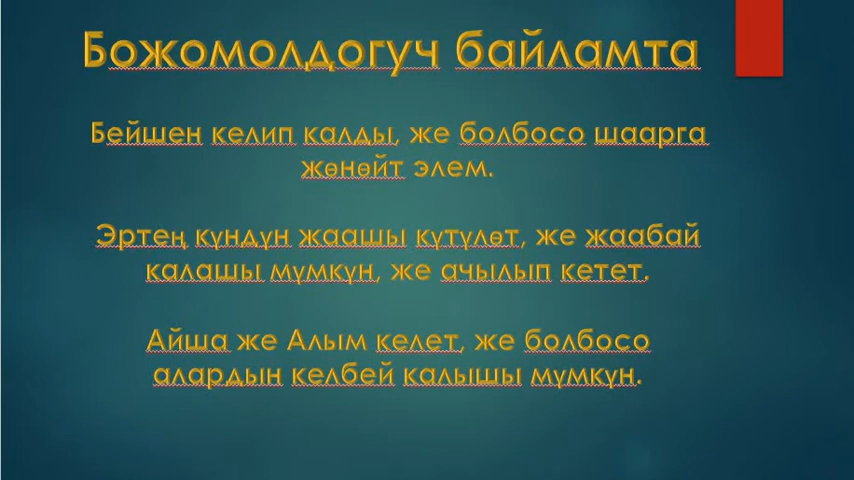 Божомолдогуч байламта
Бейшен келип калды, же болбосо шаарга
жөнөйт элем.
Эртең күндүн жаашы күтүлөт, же жаабай
калашы мүмкүн, же ачылып кетет.
Айша же Алым келет, же болбосо
алардын келбей калышы мүмкүн.